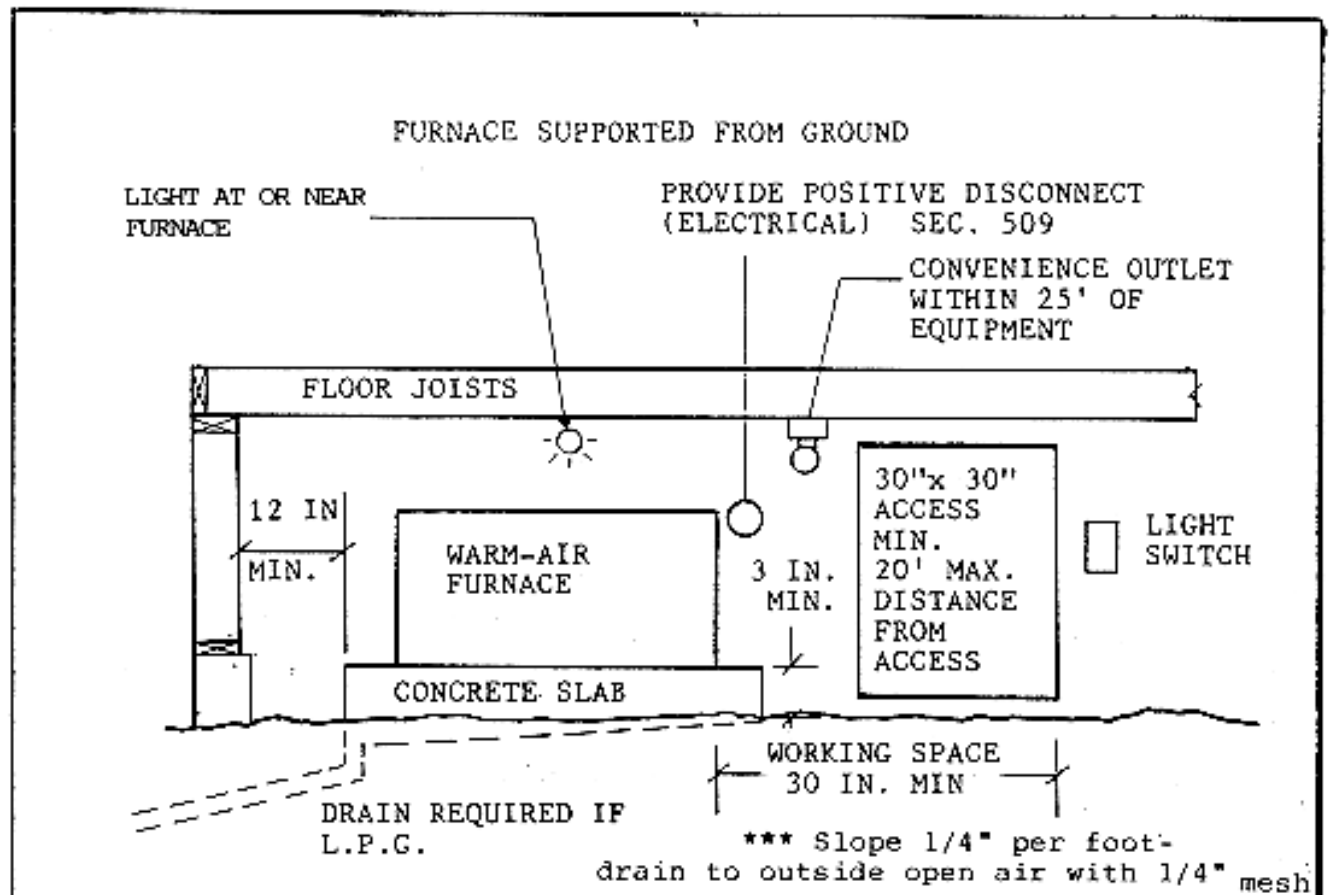 FURNACE SUPPORTED FROM GROUND
LIGHT AT OR NEAR
FURNACE
PROVIDE POSITIVE DISCONNECT
(ELECTRICAL) SEC. 509
CONVENIENCE OUTLET
WITHIN 25' OF
EQUIPMENT
FLOOR JOISTS
12 IN
MIN.
WARM-AIR
FURNACE
3 IN.
MIN.
30"x 30"
ACCESS
MIN.
20' MAX.
DISTANCE
FROM
ACCESS
LIGHT
SWITCH
CONCRETE SLAB
WORKING SPACE
30 IN. MIN
DRAIN REQUIRED IF
L.P.G.
*** Slope 1/4" per foot-
drain to outside open air with 1/4" mesh